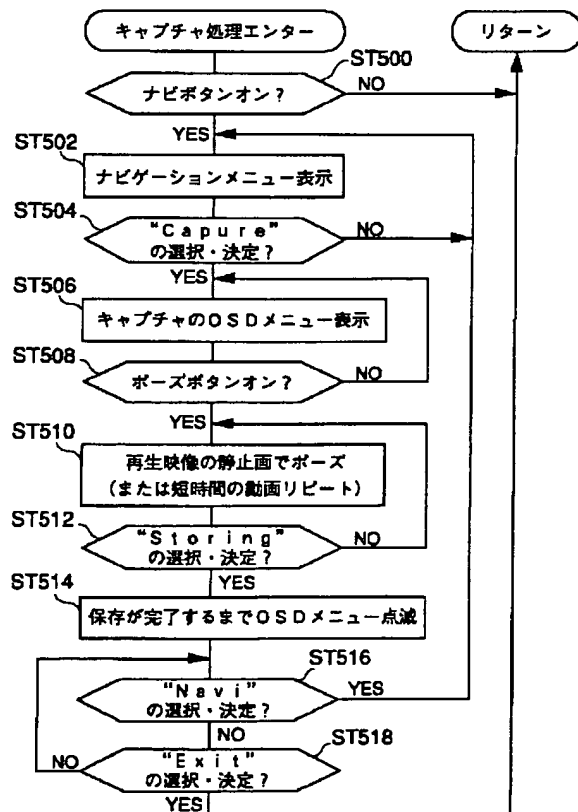 キャプチャ処理エンター
リターン
ST500
ナビボタンオン?
NO
YES
ST502
ナビゲーションメニュー表示
ST504
“Capure”
の選択・決定?
NO
YES
ST506
キャプチャのOSDメニュー表示
ST508
ポーズボタンオン?
NO
YES
ST510
再生映像の静止画でポーズ
(または短時間の動画リピート)
ST512
“Storing”
の選択・決定?
NO
YES
ST514
保存が完了するまでOSDメニュー点滅
ST516
“Navi”
の選択・決定?
YES
NO
ST518
“Exit”
の選択・決定?
NO
YES